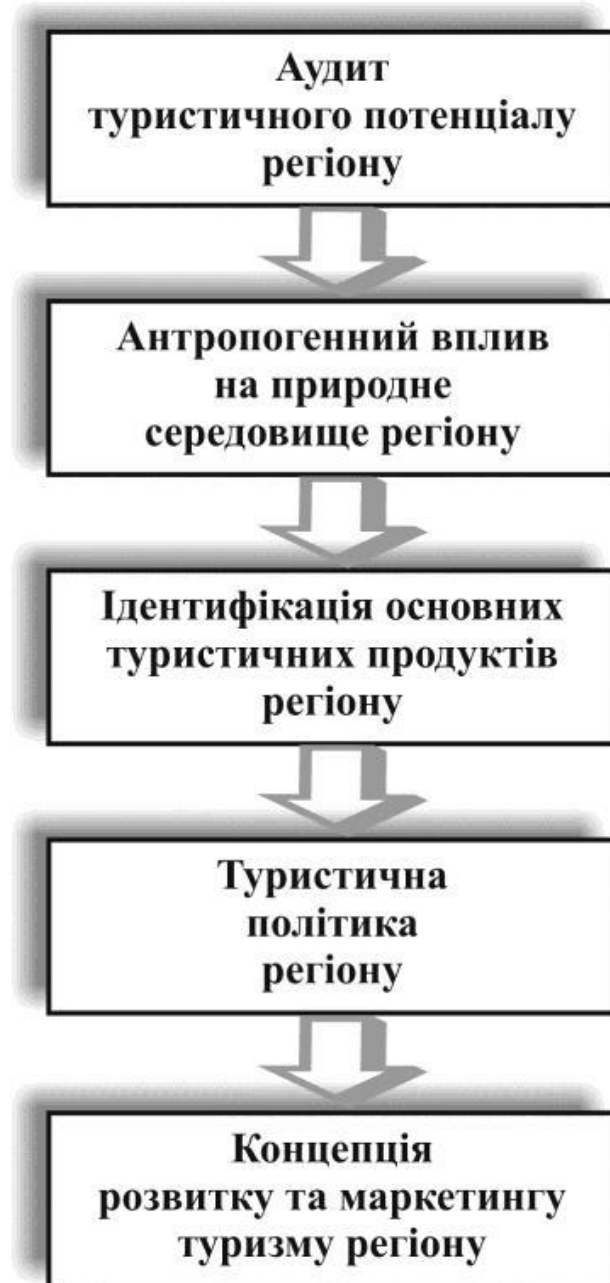 Аудит
туристичного потенціалу
регіону
Антропогенний вплив
на природне
середовище регіону
Ідентифікація основних
туристичних продуктів
регіону
Туристична
політика
регіону
Концепція
розвитку та маркетингу
туризму регіону